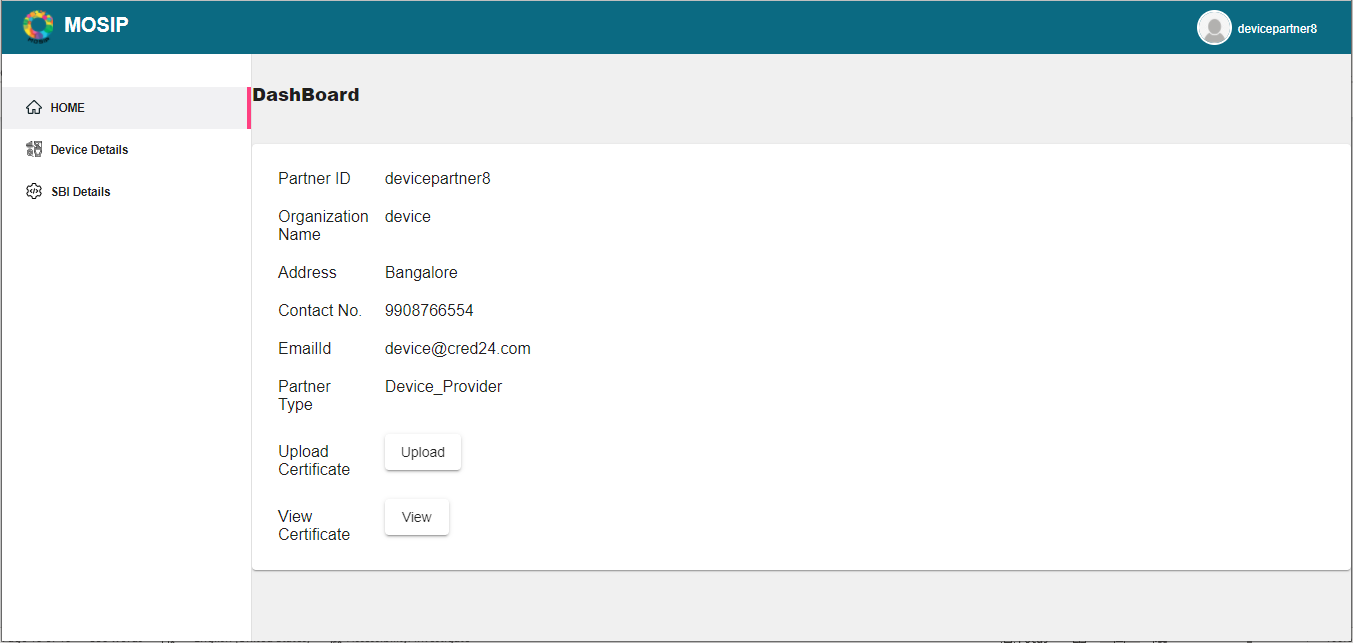 MOSIP
devicepartner8
HOME
Device Details
SBI Details
DashBoard
Partner ID devicepartner8
Organization Name device
Address Bangalore
Contact No. 9908766554
EmailId device@cred24.com
Partner Type Device_Provider
Upload Certificate Upload
View Certificate View